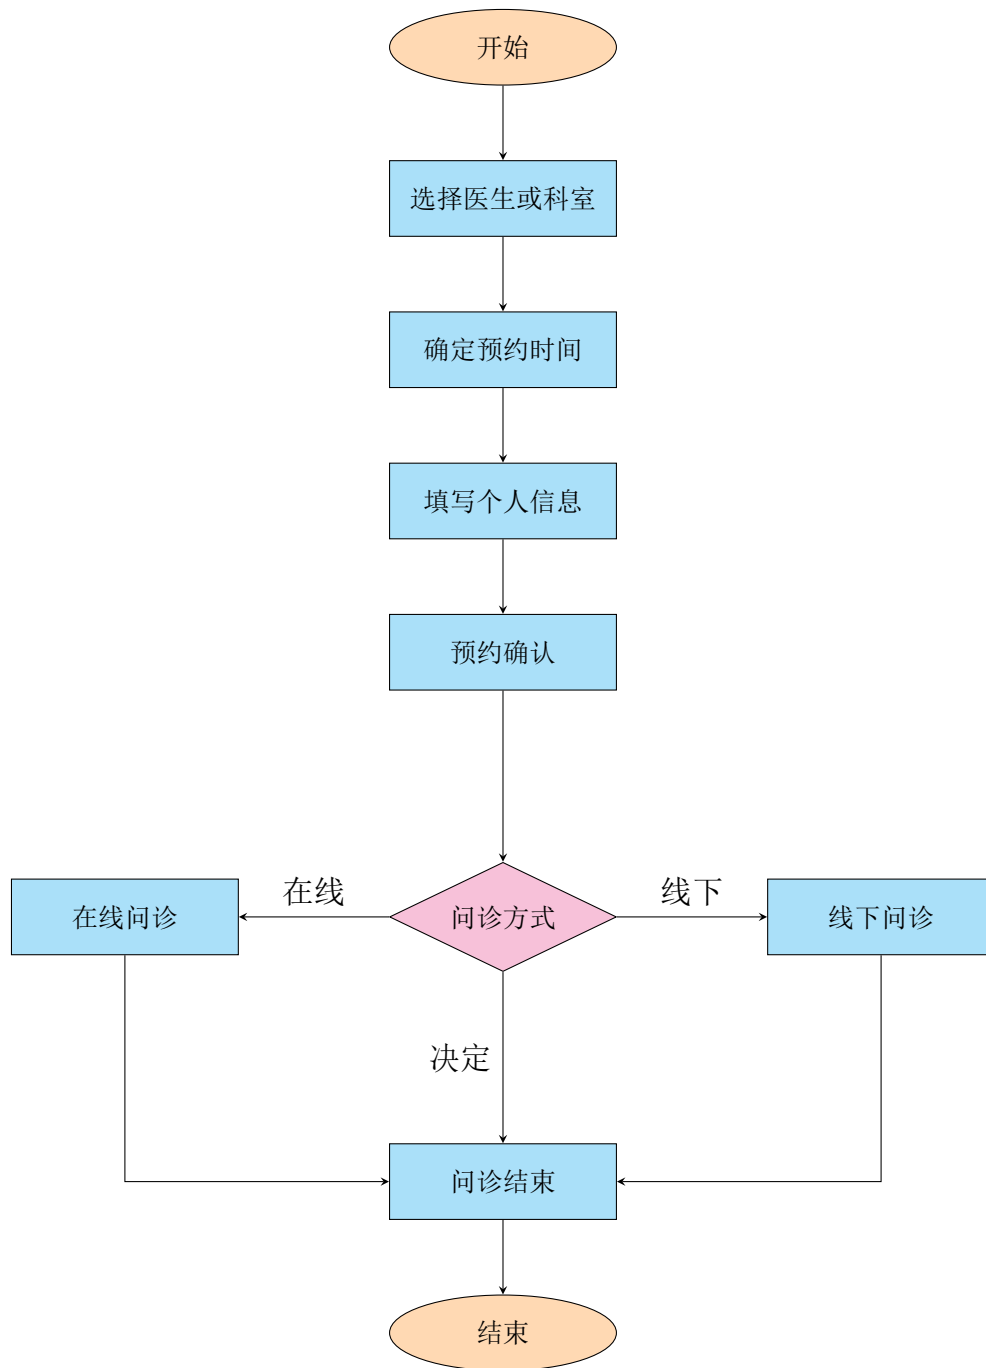 开始
选择医生或科室
确定预约时间
填写个人信息
预约确认
在线
线下
在线问诊
问诊方式
线下问诊
决定
问诊结束
结束